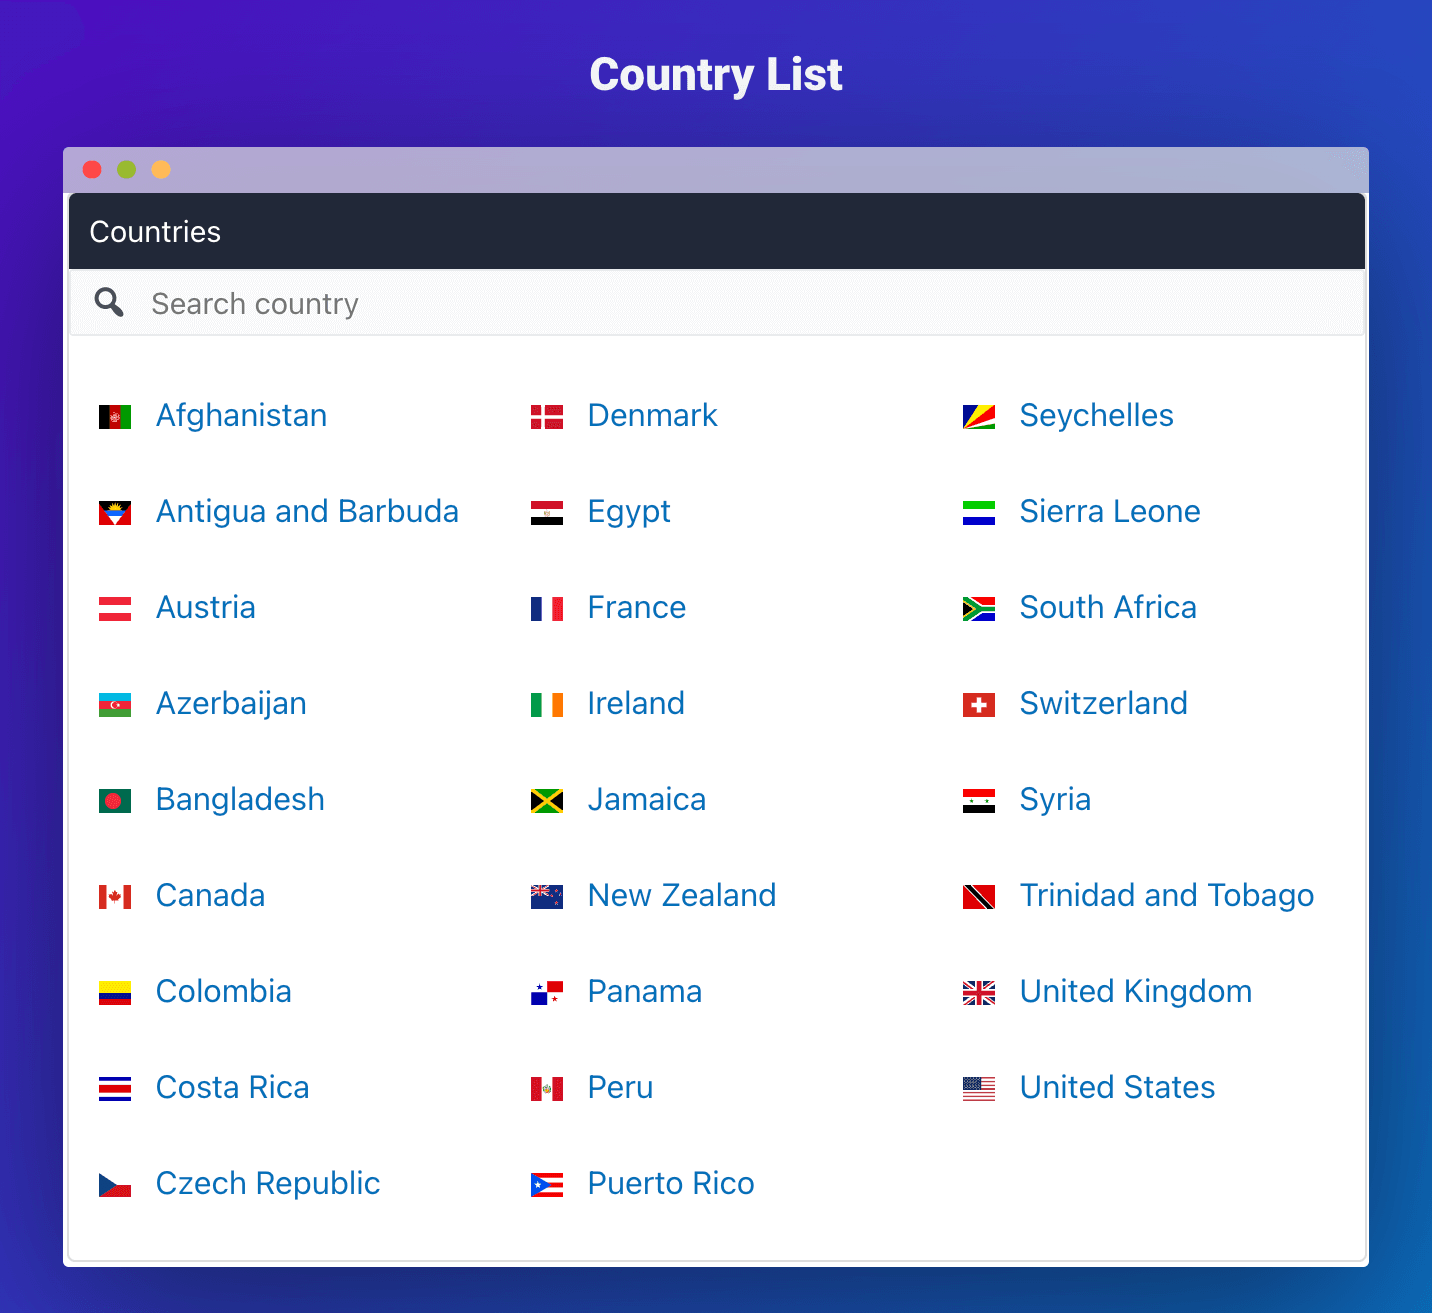 Country List
Countries
Search country
Afghanistan
Antigua and Barbuda
Austria
Azerbaijan
Bangladesh
Canada
Colombia
Costa Rica
Czech Republic
Denmark
Egypt
France
Ireland
Jamaica
New Zealand
Panama
Peru
Puerto Rico
Seychelles
Sierra Leone
South Africa
Switzerland
Syria
Trinidad and Tobago
United Kingdom
United States